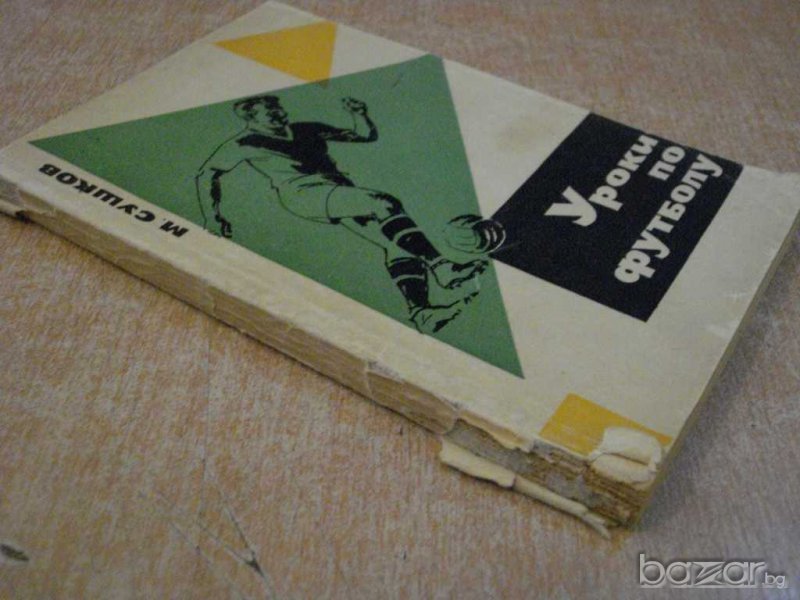 М. СУШКОВ
Уроки
по
футболу
bazar.bg